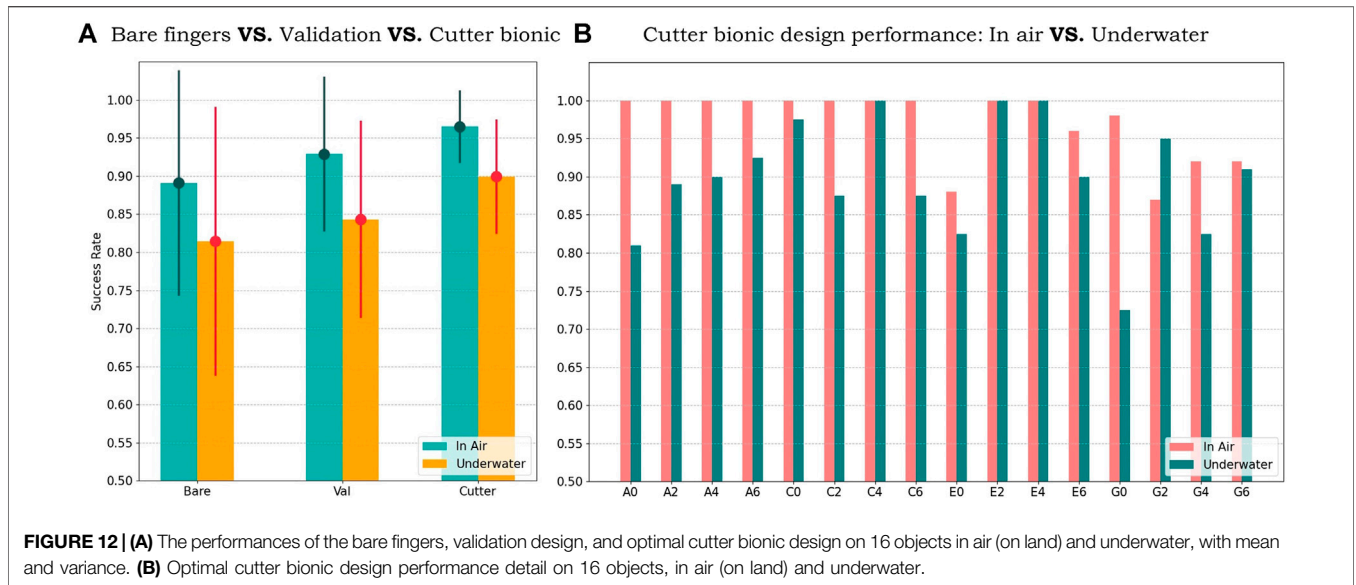 A Bare fingers VS. Validation VS. Cutter bionic
Success Rate
1.00
0.95
0.90
0.85
0.80
0.75
0.70
0.65
0.60
0.55
0.50
Bare Val Cutter
In Air
Underwater
B Cutter bionic design performance: In air VS. Underwater
1.00
0.95
0.90
0.85
0.80
0.75
0.70
0.65
0.60
0.55
0.50
A0 A2 A4 A6 C0 C2 C4 C6 E0 E2 E4 E6 G0 G2 G4 G6
In Air
Underwater
FIGURE 12 | (A) The performances of the bare fingers, validation design, and optimal cutter bionic design on 16 objects in air (on land) and underwater, with mean
and variance. (B) Optimal cutter bionic design performance detail on 16 objects, in air (on land) and underwater.